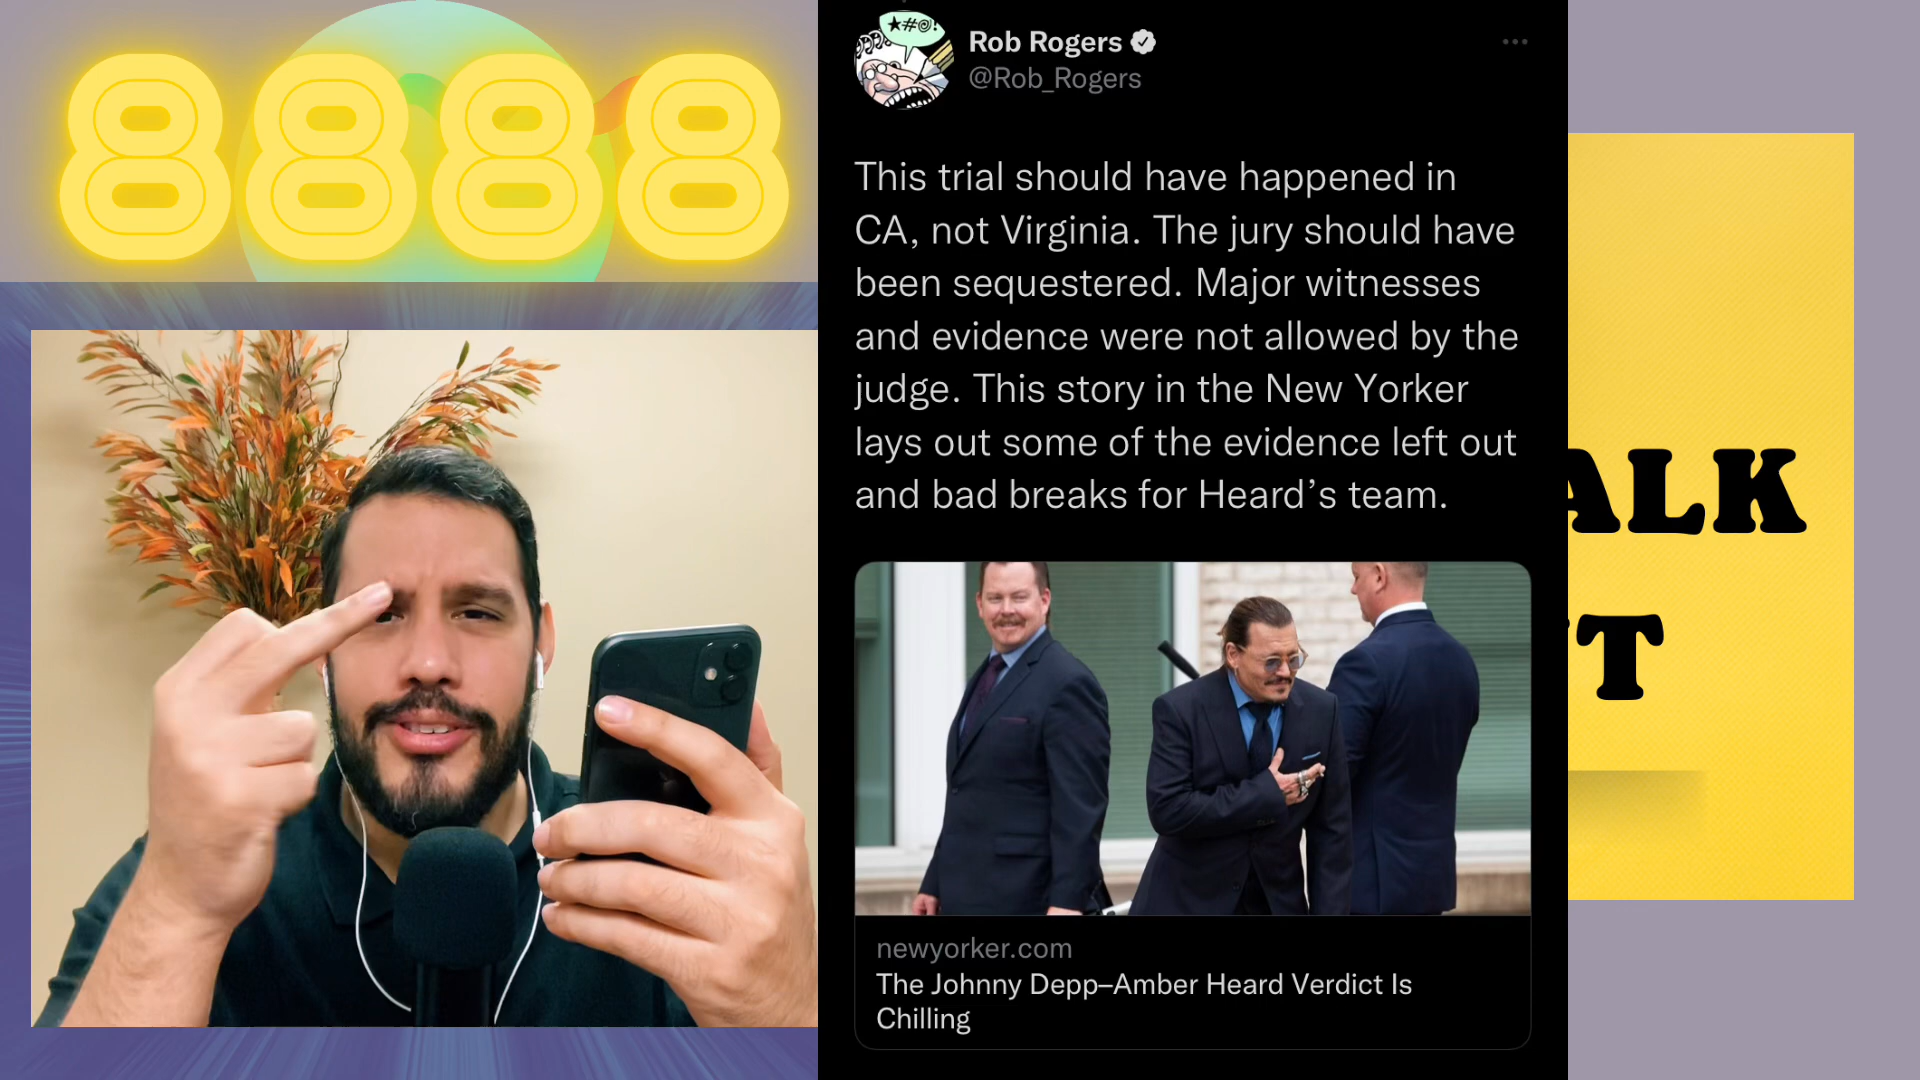 8888
★#@!
Rob Rogers
@Rob_Rogers
This trial should have happened in
CA, not Virginia. The jury should have
been sequestered. Major witnesses
and evidence were not allowed by the
judge. This story in the New Yorker
lays out some of the evidence left out
and bad breaks for Heard’s team.
newyorker.com
The Johnny Depp–Amber Heard Verdict Is
Chilling
ALK
'T